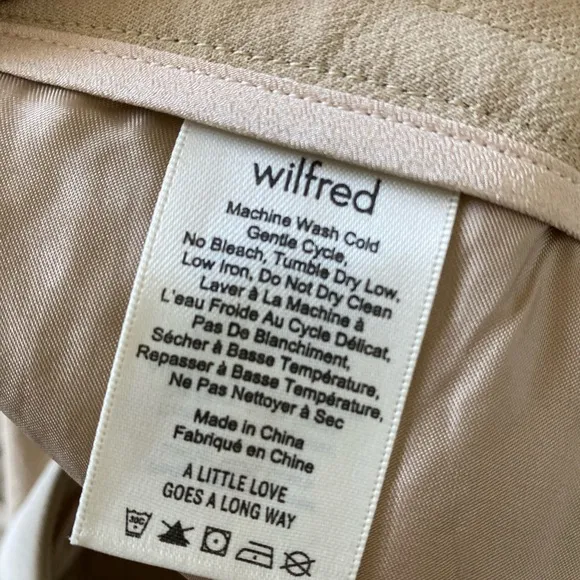 wilfred
Machine Wash Cold
Gentle Cycle,
No Bleach, Tumble Dry Low,
Low Iron, Do Not Dry Clean
Laver à La Machine à
L'eau Froide Au Cycle Délicat,
Pas De Blanchiment,
Sécher à Basse Température,
Repasser à Basse Température,
Ne Pas Nettoyer à Sec
Made in China
Fabriqué en Chine
A LITTLE LOVE
GOES A LONG WAY
30C